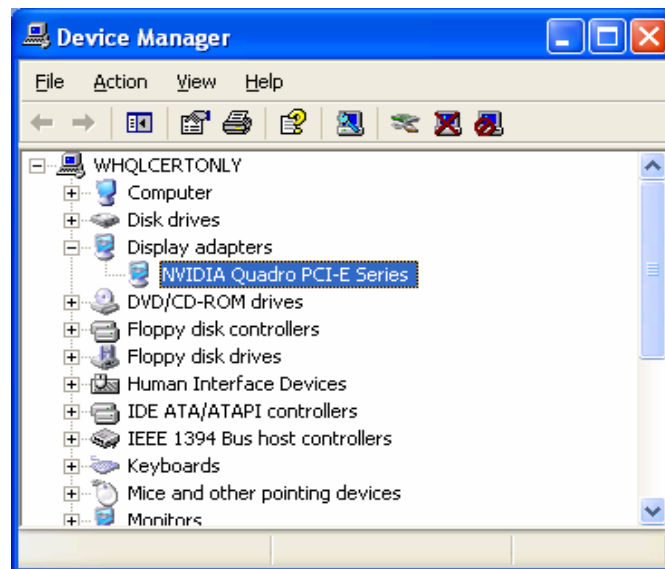 Device Manager
File Action View Help
WHQLCERTONLY
Computer
Disk drives
Display adapters
NVIDIA Quadro PCI-E Series
DVD/CD-ROM drives
Floppy disk controllers
Floppy disk drives
Human Interface Devices
IDE ATA/ATAPI controllers
IEEE 1394 Bus host controllers
Keyboards
Mice and other pointing devices
Monitors